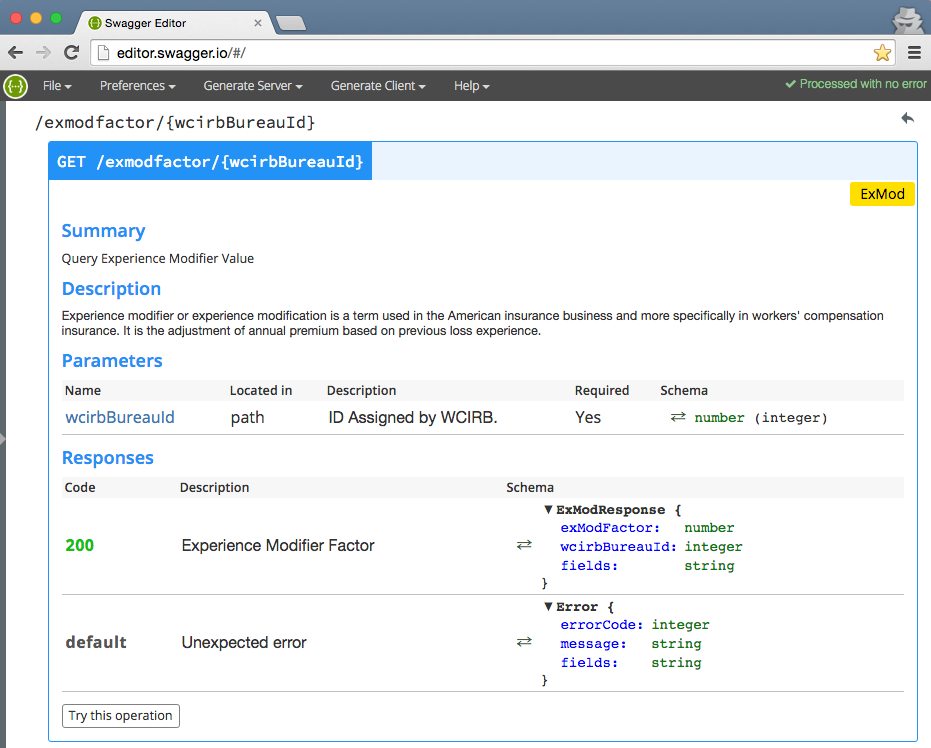 Swagger Editor
editor.swagger.io/#/
{···} File Preferences Generate Server Generate Client Help Processed with no error
/exmodfactor/{wcirbBureauId}
GET /exmodfactor/{wcirbBureauId}
ExMod
Summary
Query Experience Modifier Value
Description
Experience modifier or experience modification is a term used in the American insurance business and more specifically in workers' compensation
insurance. It is the adjustment of annual premium based on previous loss experience.
Parameters
Name Located in Description Required Schema
wcirbBureauId path ID Assigned by WCIRB. Yes ⇄ number (integer)
Responses
Code Description Schema
200 Experience Modifier Factor ⇄
▼ExModResponse {
exModFactor: number
wcirbBureauId: integer
fields: string
}
default Unexpected error ⇄
▼Error {
errorCode: integer
message: string
fields: string
}
Try this operation